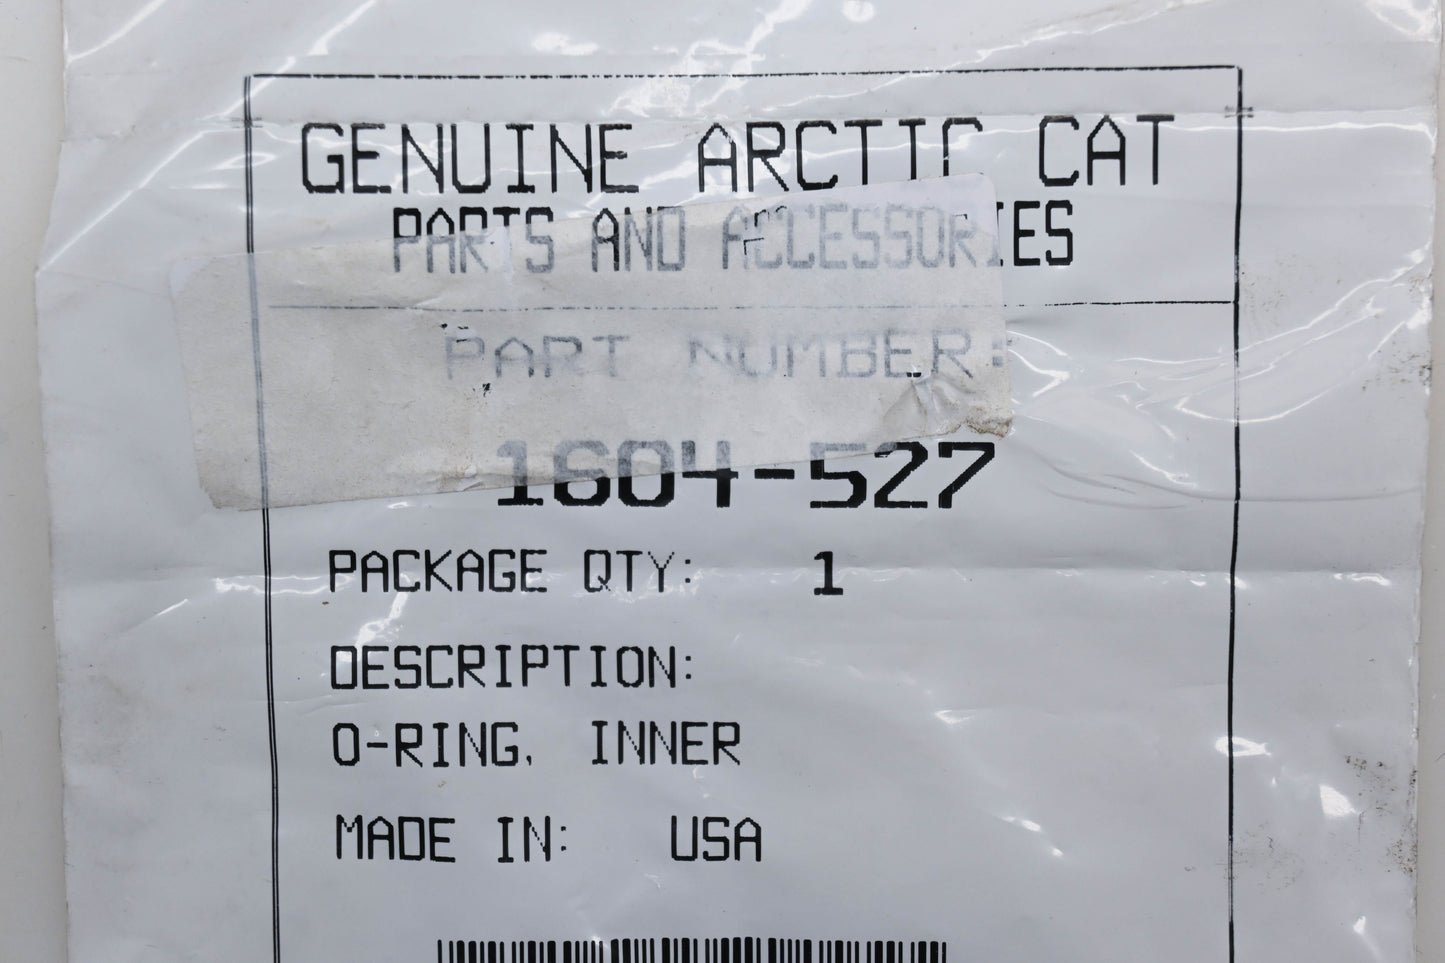 GENUINE ARCTIC CAT
PARTS AND ACCESSORIES
PART NUMBER:
1604-527
PACKAGE QTY: 1
DESCRIPTION:
O-RING, INNER
MADE IN: USA